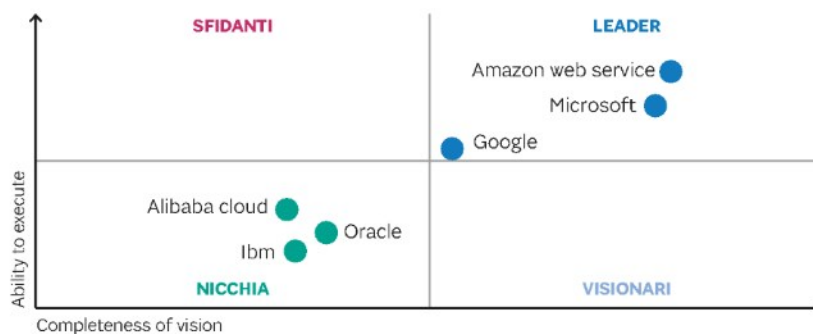 SFIDANTI
LEADER
Amazon web service
Microsoft
Google
Alibaba cloud
Oracle
Ibm
NICCHIA
VISIONARI
Ability to execute
Completeness of vision